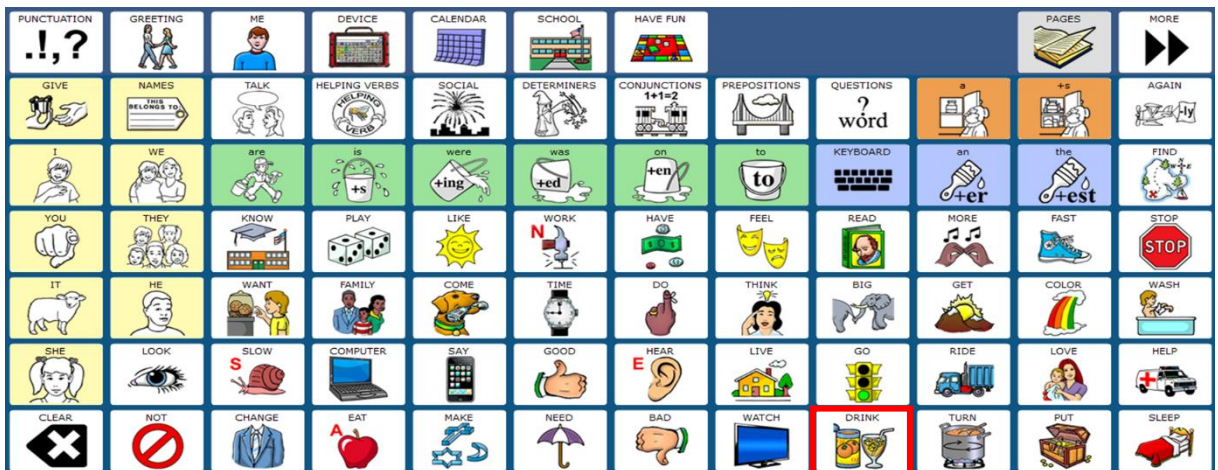 PUNCTUATION GREETING ME DEVICE CALENDAR SCHOOL HAVE FUN PAGES MORE
.!,?
GIVE NAMES TALK HELPING VERBS SOCIAL DETERMINERS CONJUNCTIONS PREPOSITIONS QUESTIONS a +s AGAIN
THIS BELONGS TO HELPING VERB 1+1=2 ? word -ly
I WE are is were was on to KEYBOARD an the FIND
+s +ing +ed +en to +er +est
YOU THEY KNOW PLAY LIKE WORK HAVE FEEL READ MORE FAST STOP
N STOP
IT HE WANT FAMILY COME TIME DO THINK BIG GET COLOR WASH
SHE LOOK SLOW COMPUTER SAY GOOD HEAR LIVE GO RIDE LOVE HELP
S E
CLEAR NOT CHANGE EAT MAKE NEED BAD WATCH DRINK TURN PUT SLEEP
A